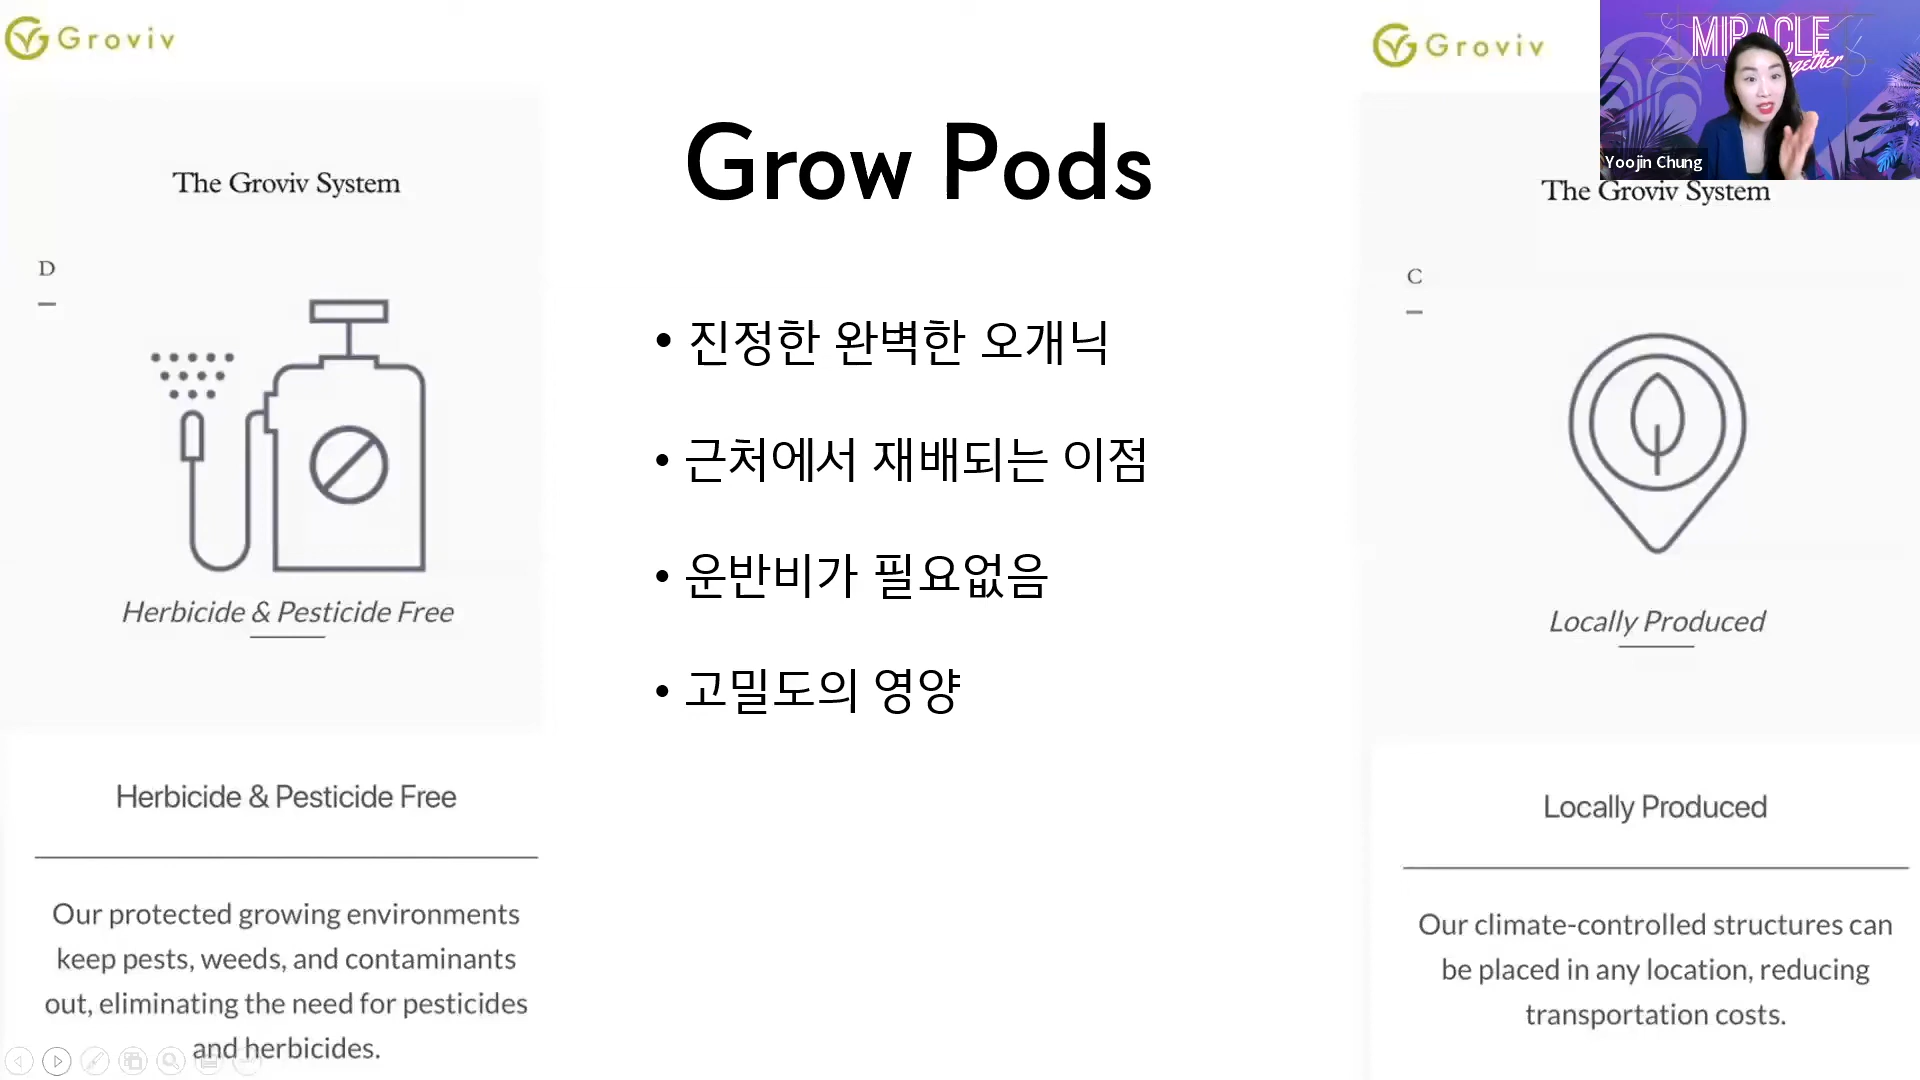 Groviv
The Groviv System
D
Herbicide & Pesticide Free
Herbicide & Pesticide Free
Our protected growing environments
keep pests, weeds, and contaminants
out, eliminating the need for pesticides
and herbicides.
Grow Pods
• 진정한 완벽한 오개닉
• 근처에서 재배되는 이점
• 운반비가 필요없음
• 고밀도의 영양
Groviv
MIRACLE
together
Yoojin Chung
The Groviv System
C
Locally Produced
Locally Produced
Our climate-controlled structures can
be placed in any location, reducing
transportation costs.